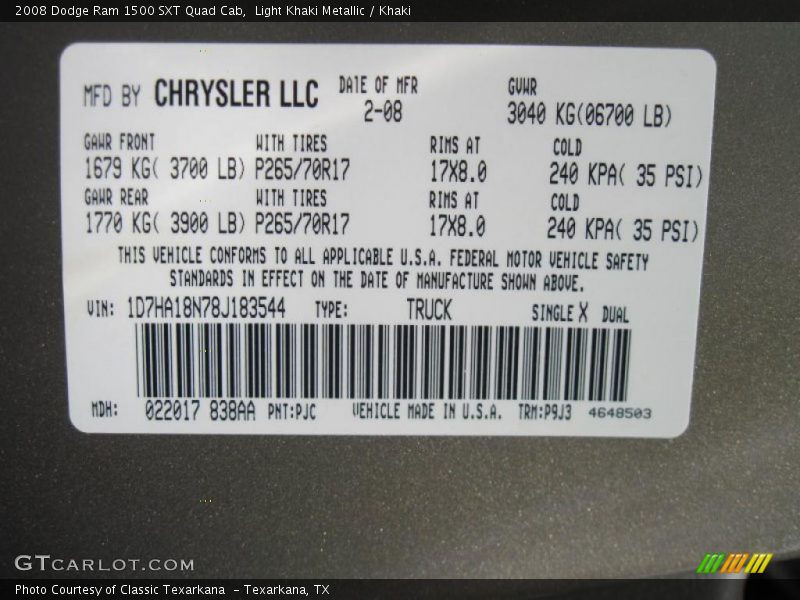 2008 Dodge Ram 1500 SXT Quad Cab,  Light Khaki Metallic / Khaki
MFD BY CHRYSLER LLC DATE OF MFR GVWR
2-08 3040 KG(06700 LB)
GAWR FRONT WITH TIRES RIMS AT COLD
1679 KG( 3700 LB) P265/70R17 17X8.0 240 KPA( 35 PSI)
GAWR REAR WITH TIRES RIMS AT COLD
1770 KG( 3900 LB) P265/70R17 17X8.0 240 KPA( 35 PSI)
THIS VEHICLE CONFORMS TO ALL APPLICABLE U.S.A. FEDERAL MOTOR VEHICLE SAFETY
STANDARDS IN EFFECT ON THE DATE OF MANUFACTURE SHOWN ABOVE.
VIN: 1D7HA18N78J183544 TYPE: TRUCK SINGLE X DUAL
MDH: 022017 838AA PNT:PJC VEHICLE MADE IN U.S.A. TRM:P9J3 4648503
GTCARLOT.COM
Photo Courtesy of Classic Texarkana  – Texarkana, TX